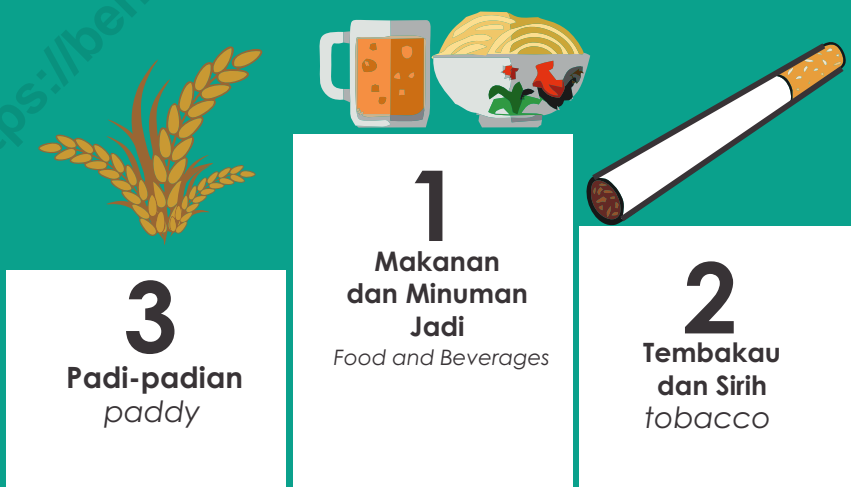 3
Padi-padian
paddy
1
Makanan
dan Minuman
Jadi
Food and Beverages
2
Tembakau
dan Sirih
tobacco